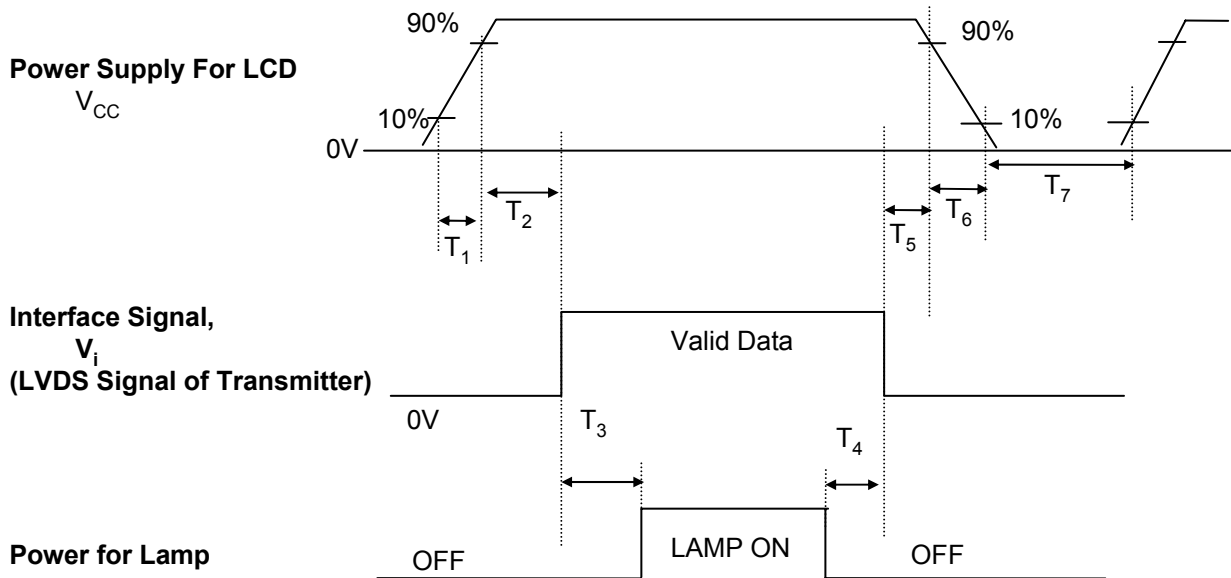 90%
90%
Power Supply For LCD
VCC
10%
10%
0V
T1
T2
T5
T6
T7
Interface Signal,
Vi
(LVDS Signal of Transmitter)
Valid Data
0V
T3
T4
Power for Lamp
OFF
LAMP ON
OFF